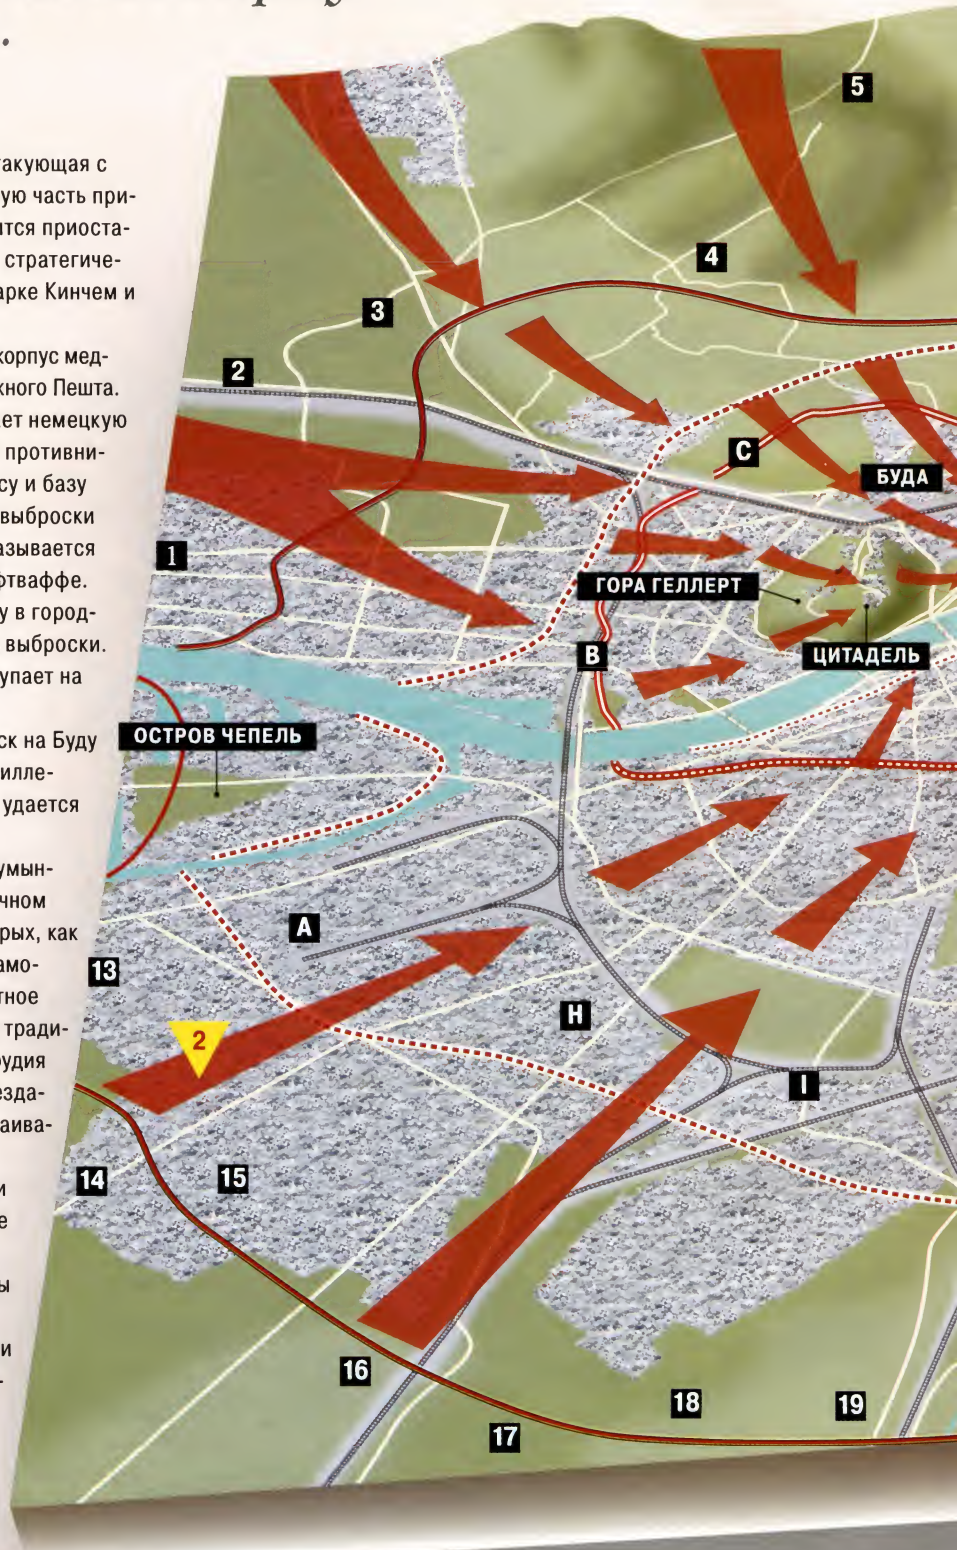 .
такующая с
ую часть при-
ится приоста-
стратегиче-
арке Кинчем и
корпус мед-
жного Пешта.
ает немецкую
противни-
су и базу
выброски
азывается
фтваффе.
у в город-
выброски.
упает на
ск на Буду
илле-
удается
умын-
чном
рых, как
амо-
тное
тради-
рудия
езда-
аива-
и
е
ы
и
-
5
4
3
2
C
БУДА
1
ГОРА ГЕЛЛЕРТ
B
ЦИТАДЕЛЬ
ОСТРОВ ЧЕПЕЛЬ
A
13
H
2
I
14
15
16
18
19
17